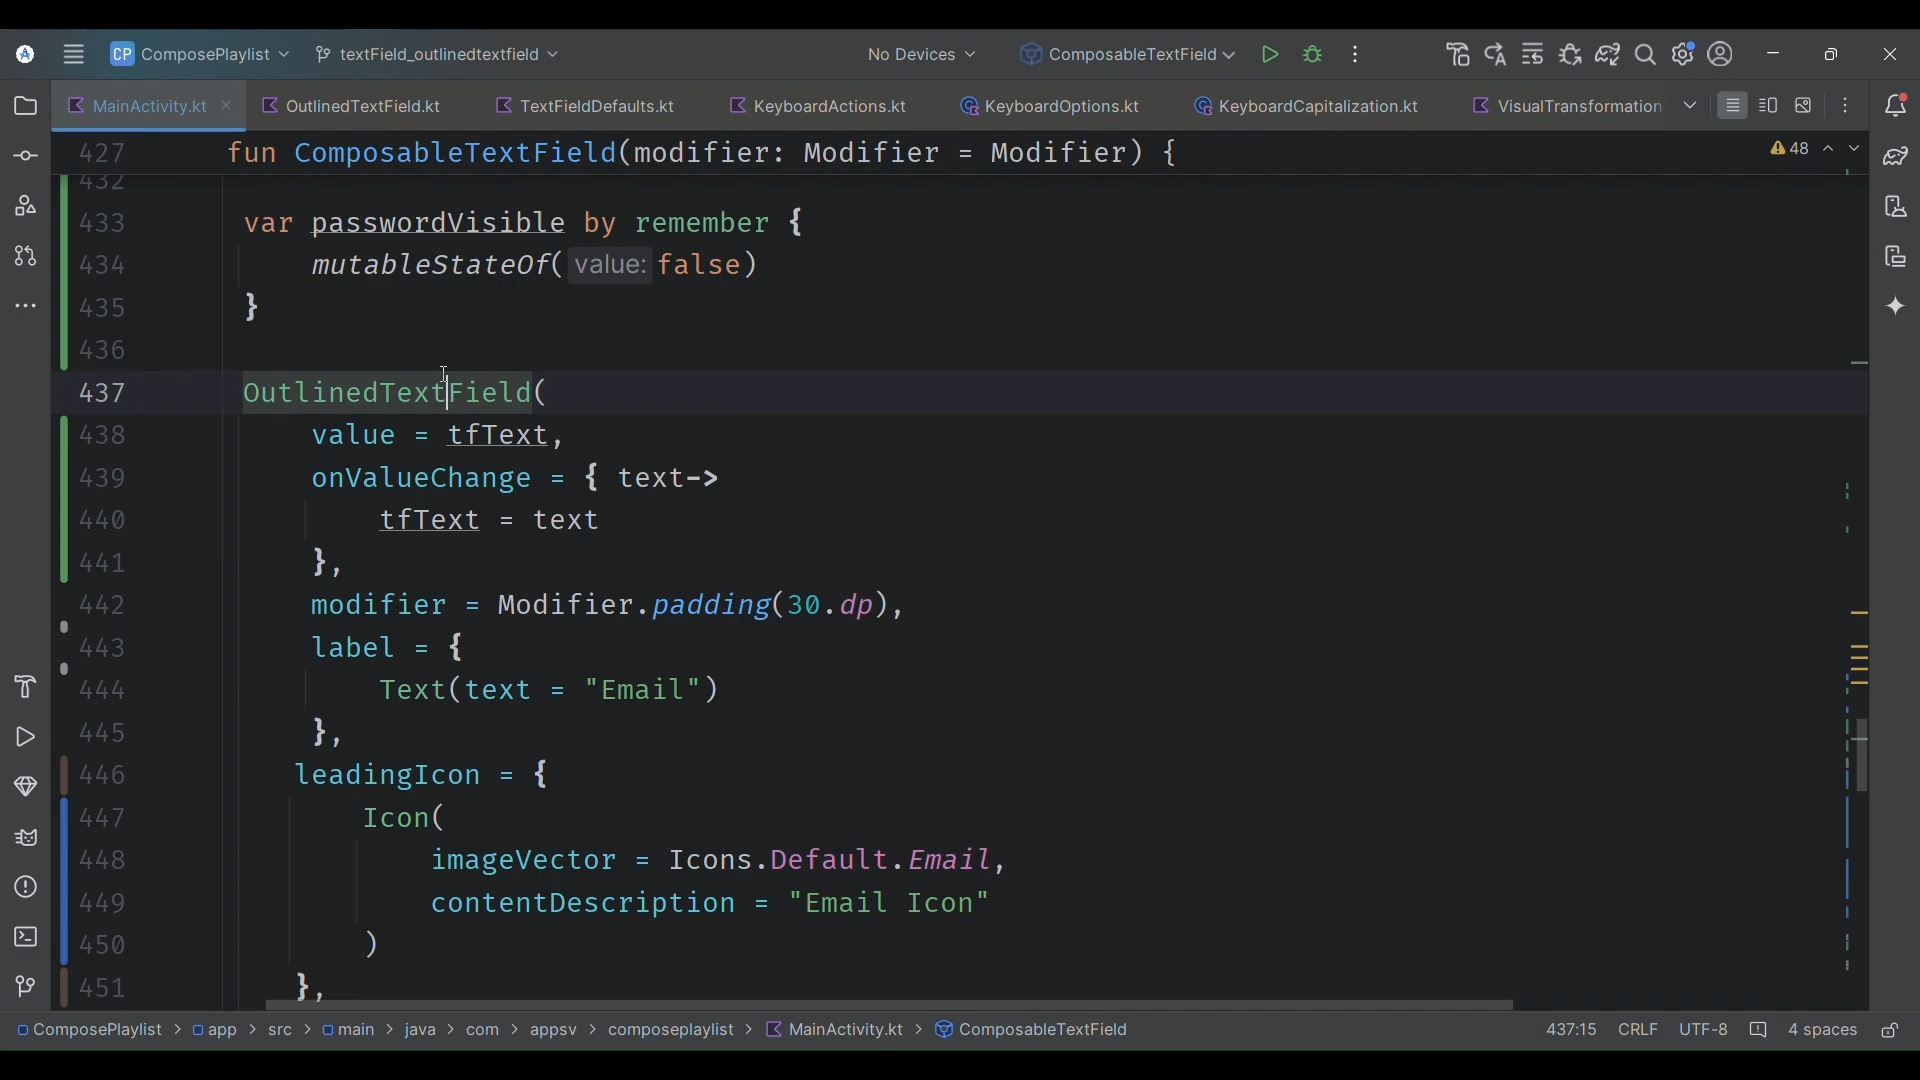 CP ComposePlaylist textField_outlinedtextfield No Devices ComposableTextField
MainActivity.kt OutlinedTextField.kt TextFieldDefaults.kt KeyboardActions.kt KeyboardOptions.kt KeyboardCapitalization.kt VisualTransformation
427 fun ComposableTextField(modifier: Modifier = Modifier) { 48
432
433 var passwordVisible by remember {
434 mutableStateOf( value: false)
435 }
436
437 OutlinedTextField(
438 value = tfText,
439 onValueChange = { text->
440 tfText = text
441 },
442 modifier = Modifier.padding(30.dp),
443 label = {
444 Text(text = "Email")
445 },
446 leadingIcon = {
447 Icon(
448 imageVector = Icons.Default.Email,
449 contentDescription = "Email Icon"
450 )
451 },
ComposePlaylist > app > src > main > java > com > appsv > composeplaylist > MainActivity.kt > ComposableTextField 437:15 CRLF UTF-8 4 spaces